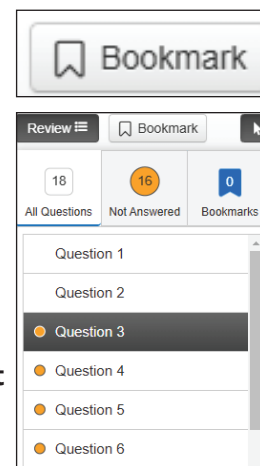 Bookmark
Review Bookmark
18 16 0
All Questions Not Answered Bookmarks
Question 1
Question 2
Question 3
t
Question 4
Question 5
Question 6